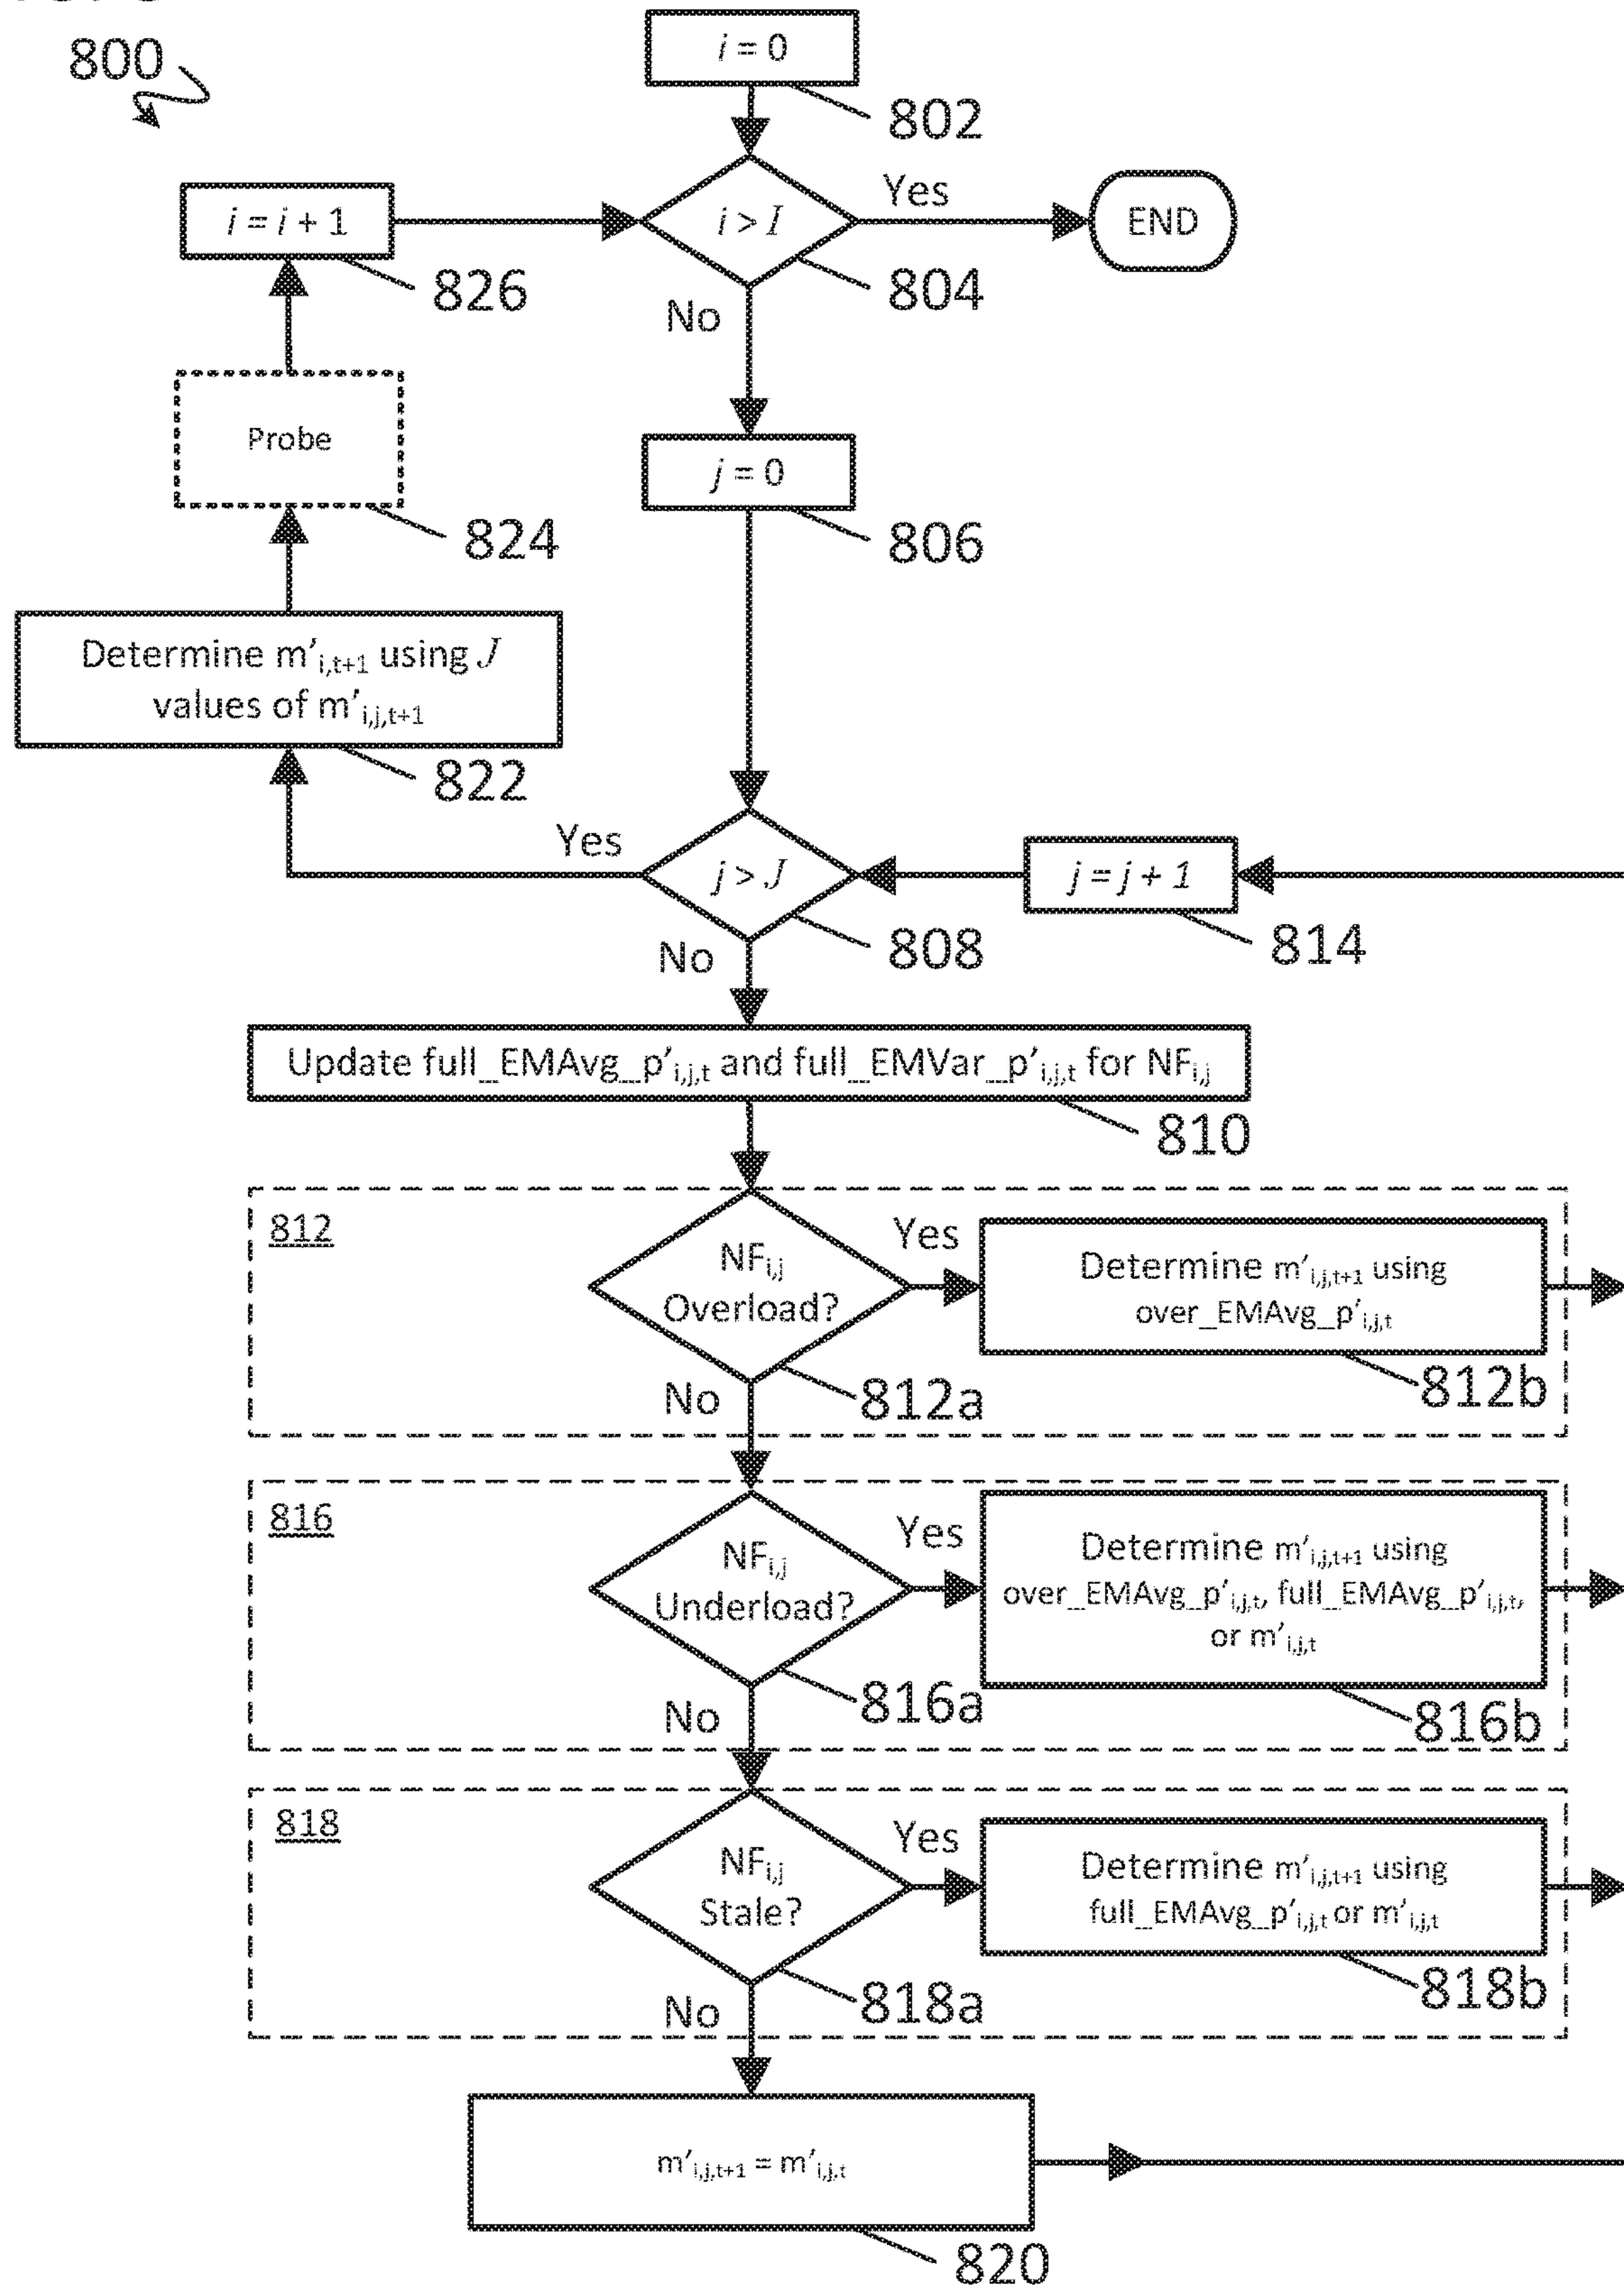 800
i = 0
802
i = i + 1
826
i > I
Yes
END
804
No
Probe
824
j = 0
806
Determine m'i,t+1 using J
values of m'i,j,t+1
822
Yes
j > J
808
j = j + 1
814
No
Update full_EMAvg_p'i,j,t and full_EMVar_p'i,j,t for NFi,j
810
812
NFi,j
Overload?
Yes
Determine m'i,j,t+1 using
over_EMAvg_p'i,j,t
812a
812b
No
816
NFi,j
Underload?
Yes
Determine m'i,j,t+1 using
over_EMAvg_p'i,j,t, full_EMAvg_p'i,j,t,
or m'i,j,t
816a
816b
No
818
NFi,j
Stale?
Yes
Determine m'i,j,t+1 using
full_EMAvg_p'i,j,t or m'i,j,t
818a
818b
No
m'i,j,t+1 = m'i,j,t
820